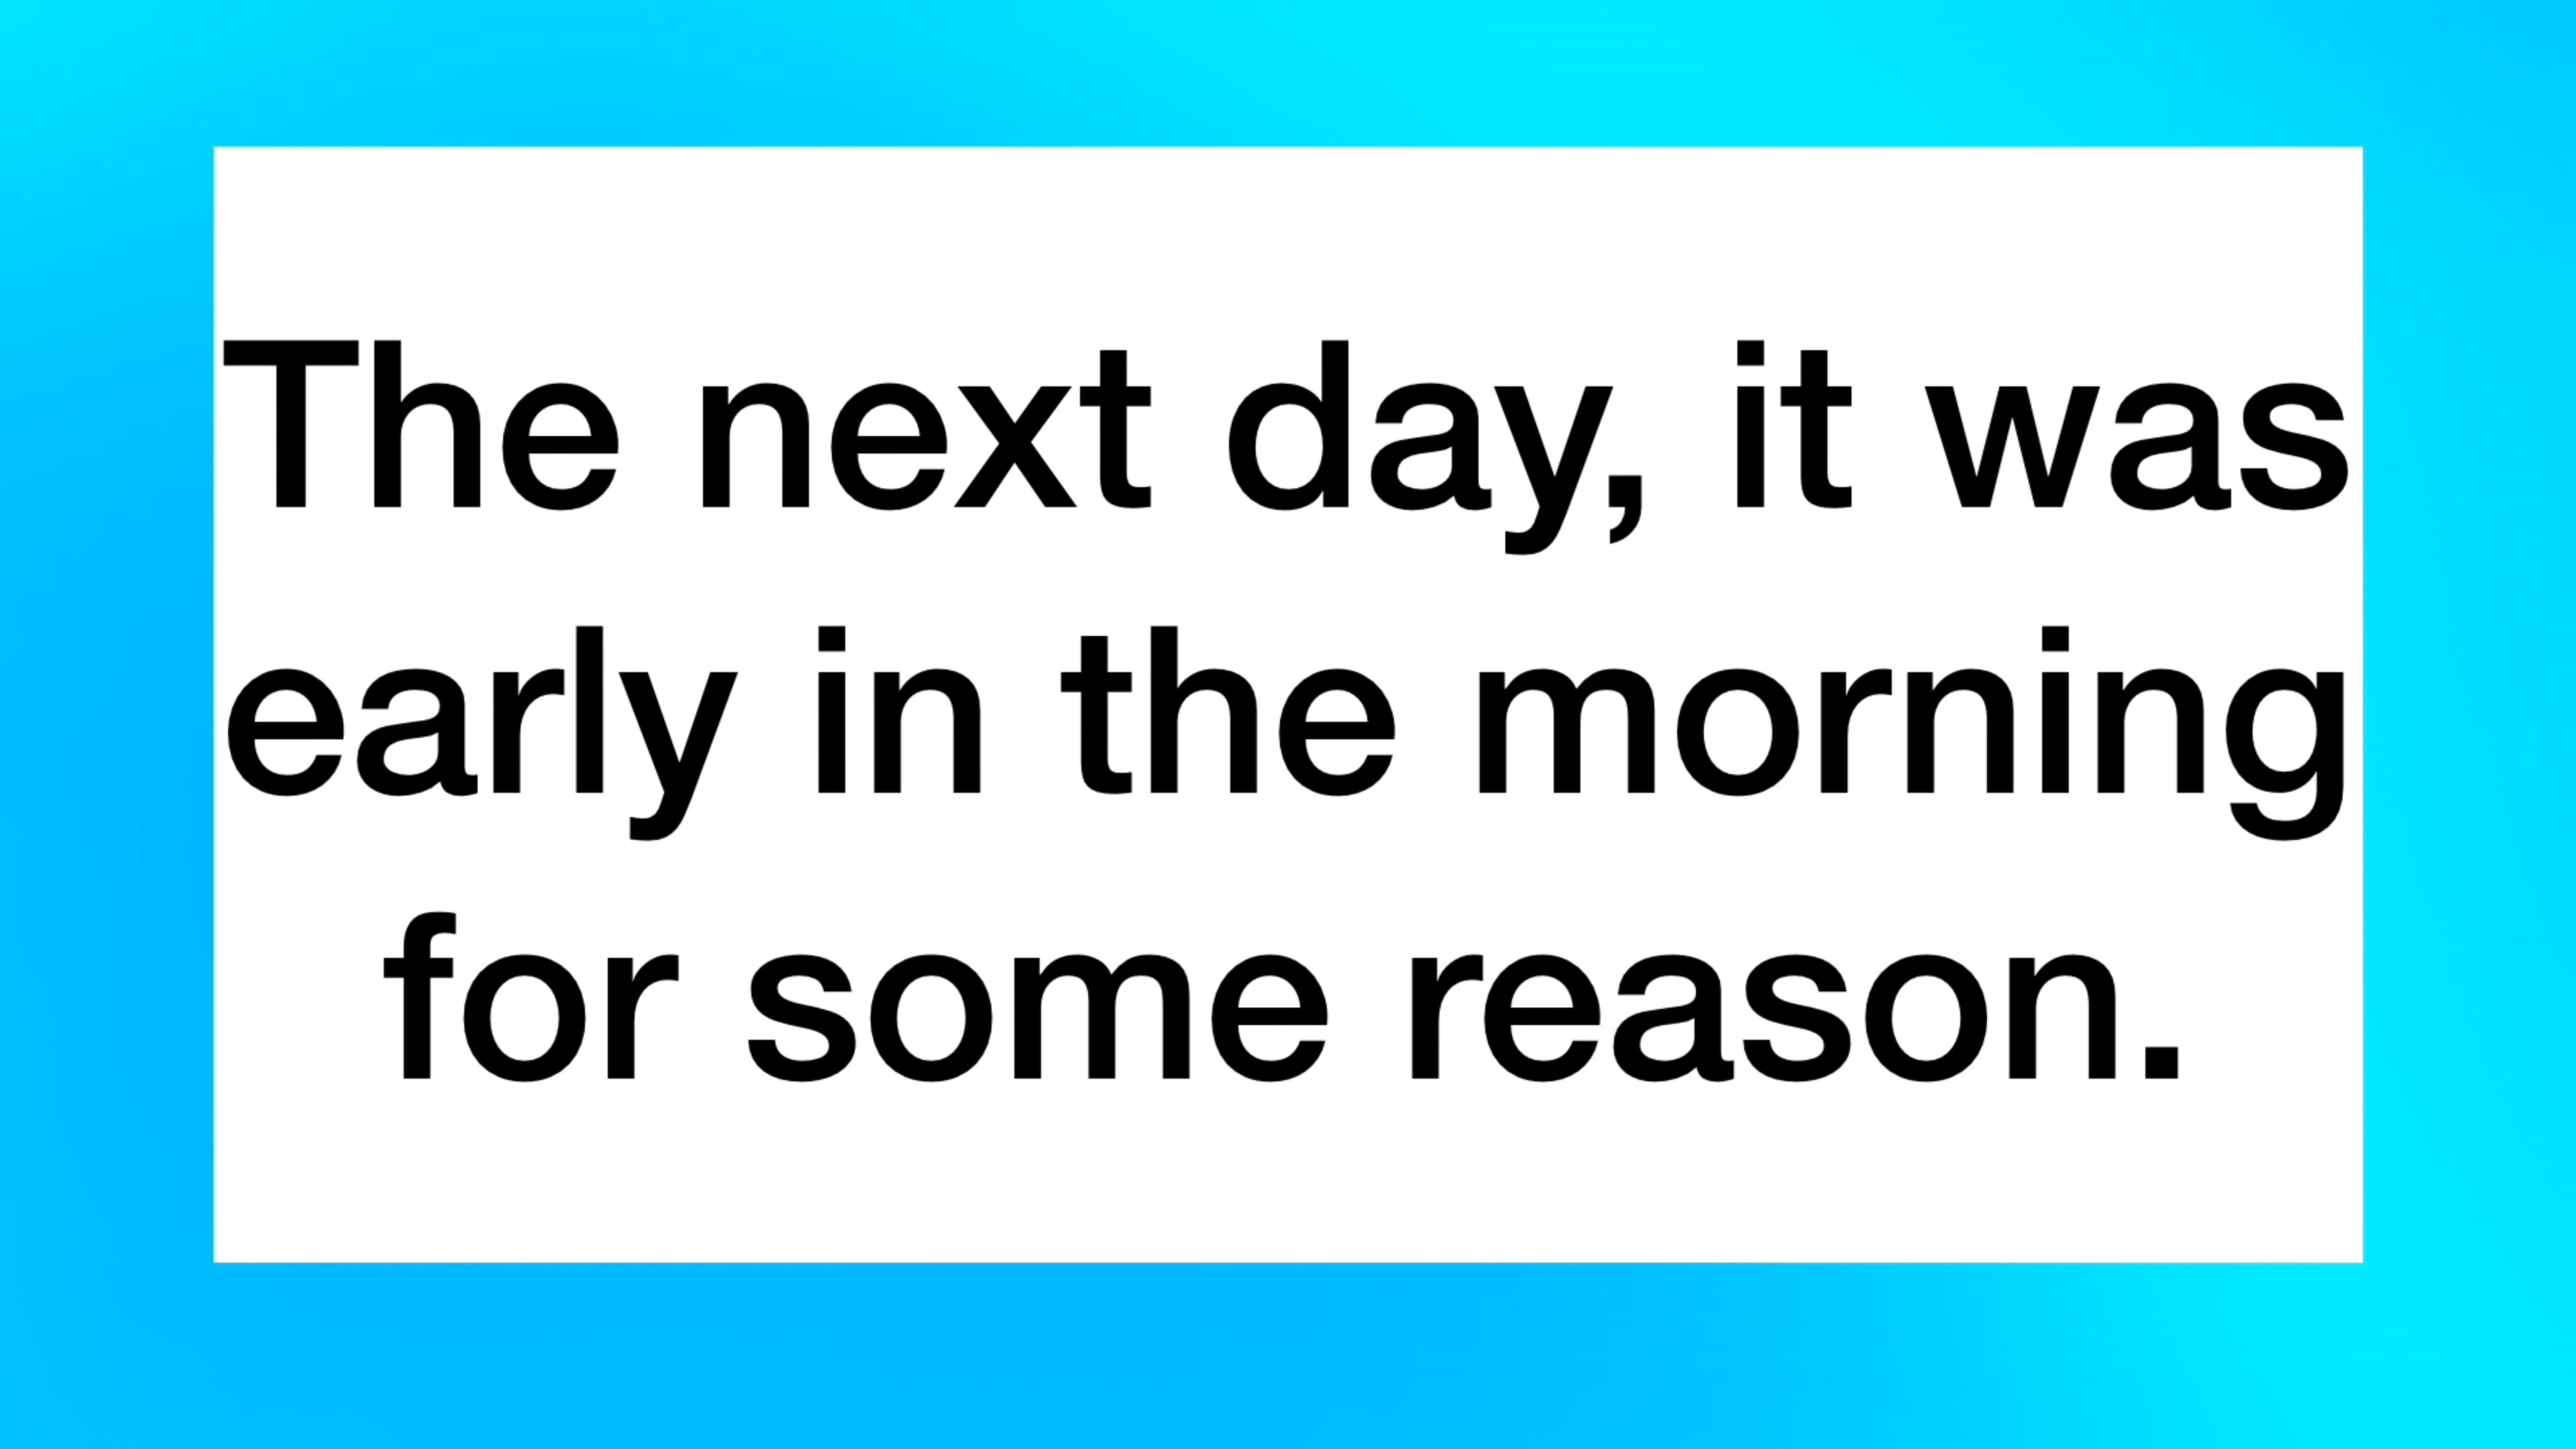 The next day, it was
early in the morning
for some reason.